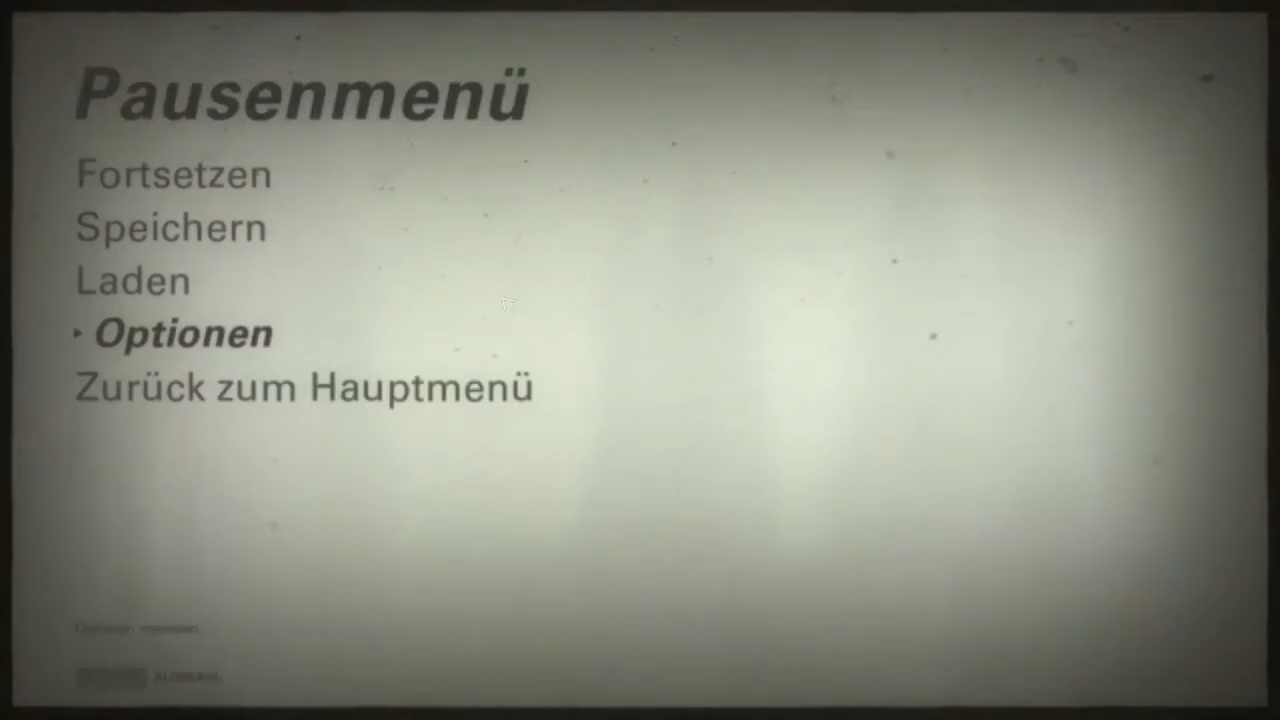 Pausenmenü
Fortsetzen
Speichern
Laden
Optionen
Zurück zum Hauptmenü